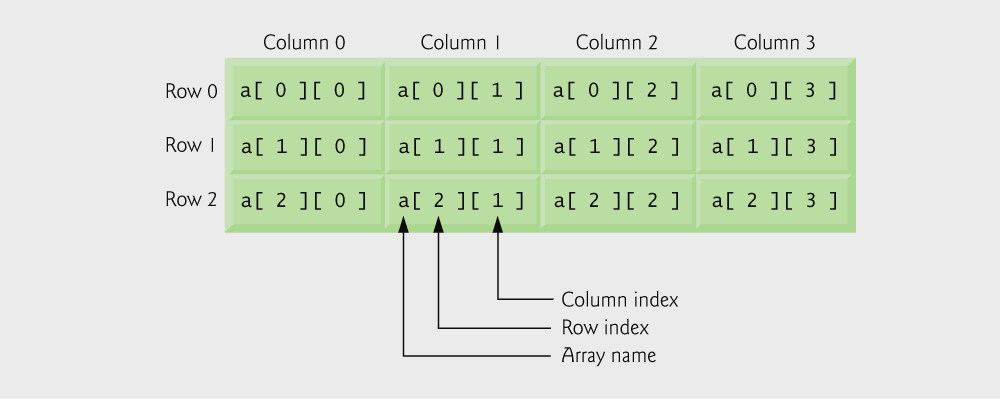 Column 0 Column 1 Column 2 Column 3
Row 0 a[ 0 ][ 0 ] a[ 0 ][ 1 ] a[ 0 ][ 2 ] a[ 0 ][ 3 ]
Row 1 a[ 1 ][ 0 ] a[ 1 ][ 1 ] a[ 1 ][ 2 ] a[ 1 ][ 3 ]
Row 2 a[ 2 ][ 0 ] a[ 2 ][ 1 ] a[ 2 ][ 2 ] a[ 2 ][ 3 ]
Column index
Row index
Array name